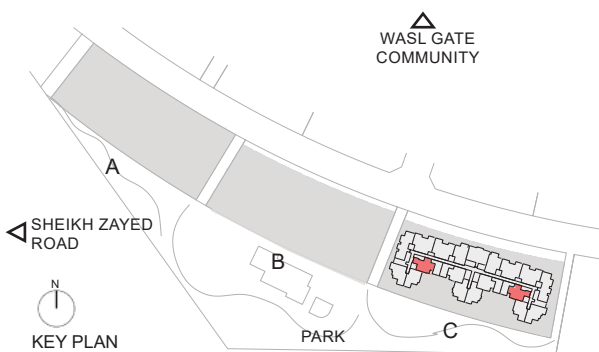 WASL GATE
COMMUNITY
A
SHEIKH ZAYED
ROAD
B
N
KEY PLAN
PARK
C